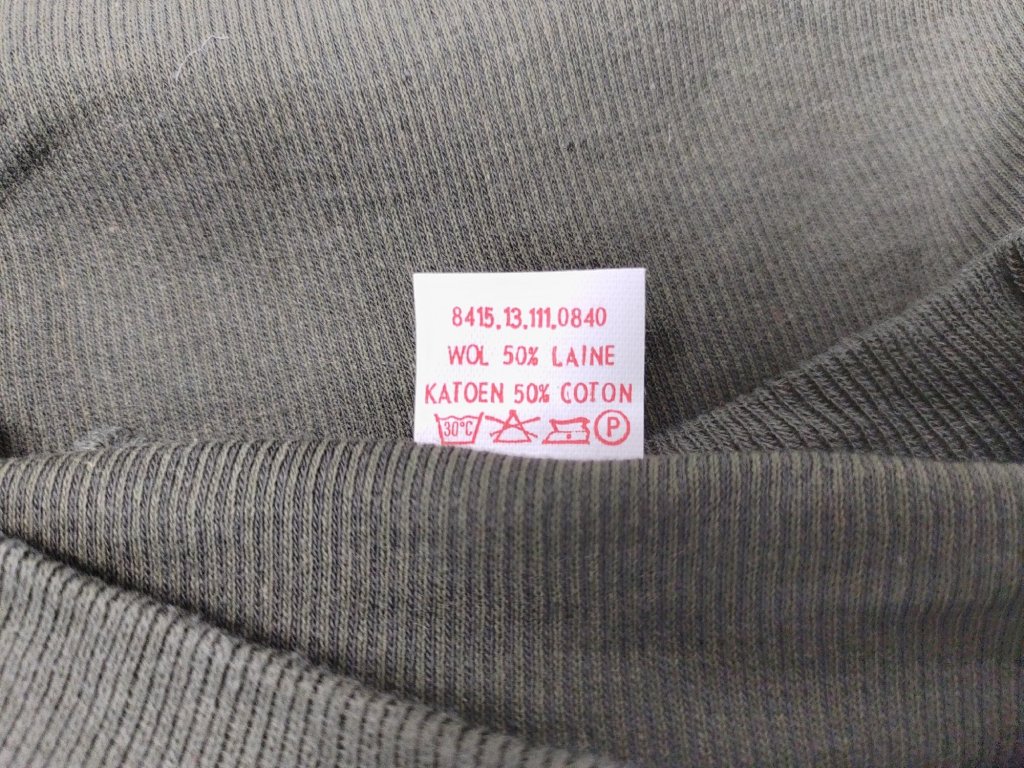 8415.13.111.0840
WOL 50% LAINE
KATOEN 50% COTON
30°C P